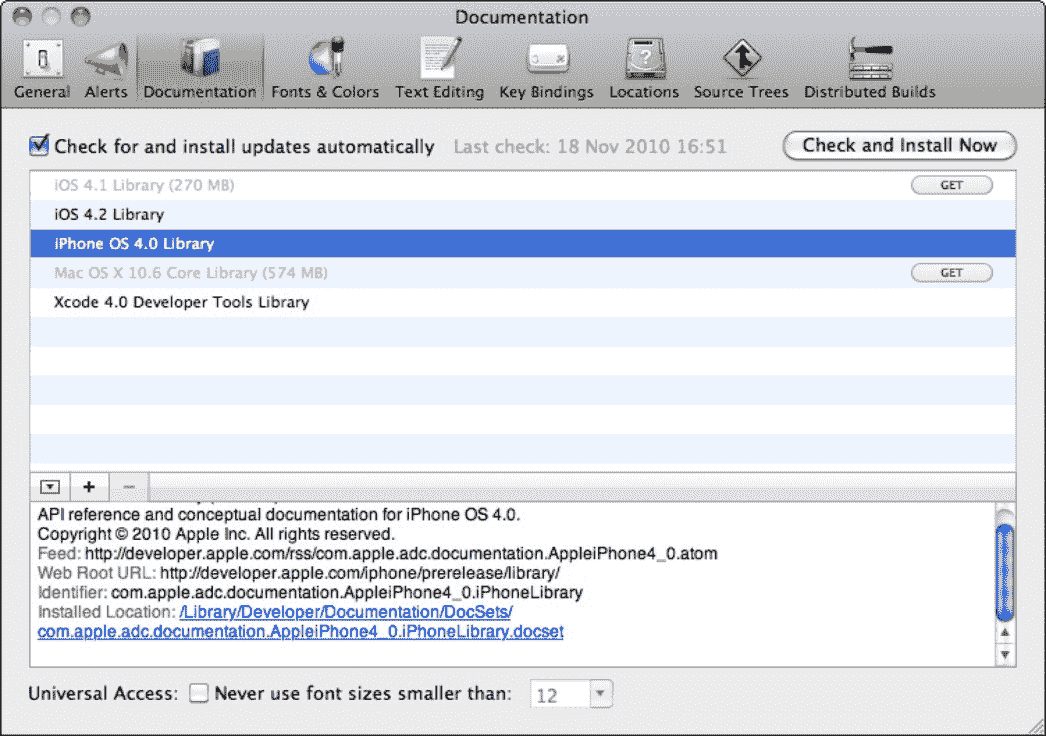 Documentation
General Alerts Documentation Fonts & Colors Text Editing Key Bindings Locations Source Trees Distributed Builds
Check for and install updates automatically Last check: 18 Nov 2010 16:51 Check and Install Now
iOS 4.1 Library (270 MB) GET
iOS 4.2 Library
iPhone OS 4.0 Library
Mac OS X 10.6 Core Library (574 MB) GET
Xcode 4.0 Developer Tools Library
API reference and conceptual documentation for iPhone OS 4.0.
Copyright © 2010 Apple Inc. All rights reserved.
Feed: http://developer.apple.com/rss/com.apple.adc.documentation.AppleiPhone4_0.atom
Web Root URL: http://developer.apple.com/iphone/prerelease/library/
Identifier: com.apple.adc.documentation.AppleiPhone4_0.iPhoneLibrary
Installed Location: /Library/Developer/Documentation/DocSets/
com.apple.adc.documentation.AppleiPhone4_0.iPhoneLibrary.docset
Universal Access: Never use font sizes smaller than: 12